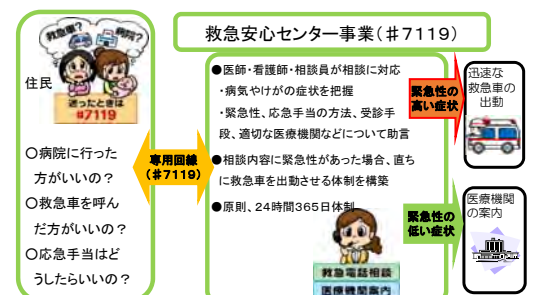 救急安心センター事業（♯7119）
救急車？
病院？
迷ったときは
#7119
住民
〇病院に行った
方がいいの？
〇救急車を呼ん
だ方がいいの？
〇応急手当はど
うしたらいいの？
専用回線
（♯7119）
●医師・看護師・相談員が相談に対応
・病気やけがの症状を把握
・緊急性、応急手当の方法、受診手
段、適切な医療機関などについて助言
●相談内容に緊急性があった場合、直ち
に救急車を出動させる体制を構築
●原則、24時間365日体制
救急電話相談
医療機関案内
緊急性の
高い症状
迅速な
救急車の
出動
緊急性の
低い症状
医療機関
の案内